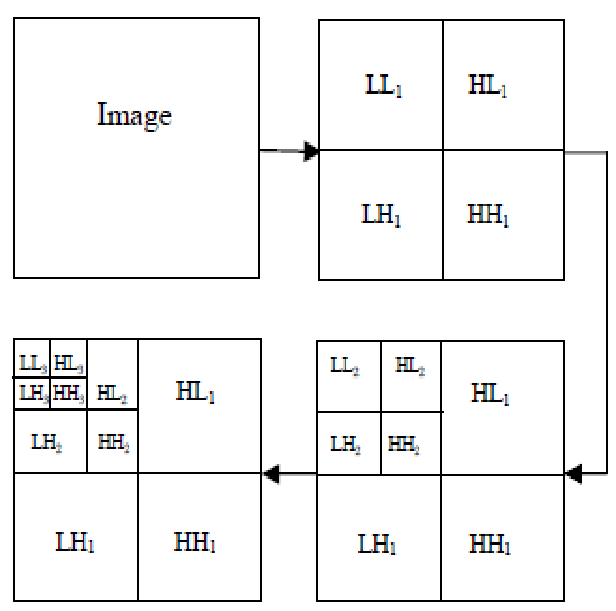 Image
LL₁ HL₁
LH₁ HH₁
LL₃ HL₃
LH₃ HH₃ HL₂
HL₁
LH₂ HH₂
LH₁ HH₁
LL₂ HL₂
HL₁
LH₂ HH₂
LH₁ HH₁